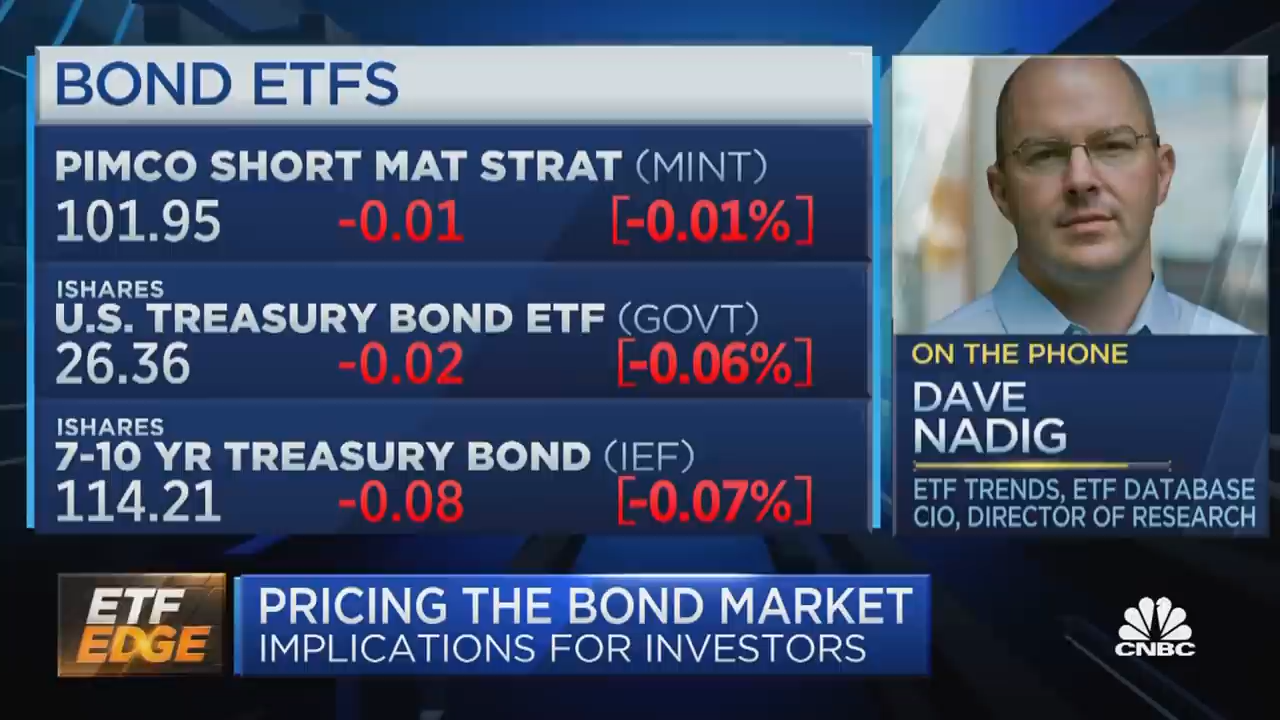 BOND ETFS
PIMCO SHORT MAT STRAT (MINT)
101.95 -0.01 [-0.01%]
ISHARES
U.S. TREASURY BOND ETF (GOVT)
26.36 -0.02 [-0.06%]
ISHARES
7-10 YR TREASURY BOND (IEF)
114.21 -0.08 [-0.07%]
ON THE PHONE
DAVE
NADIG
ETF TRENDS, ETF DATABASE
CIO, DIRECTOR OF RESEARCH
ETF
EDGE
PRICING THE BOND MARKET
IMPLICATIONS FOR INVESTORS
CNBC